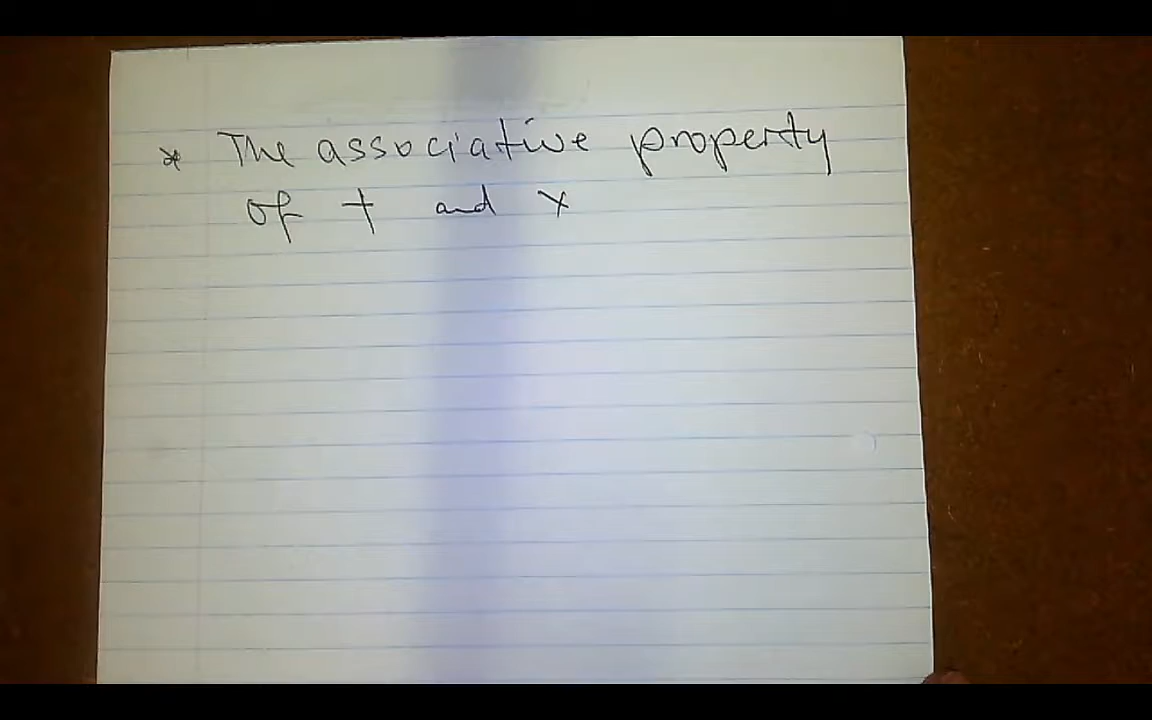 * The associative property
of + and ×